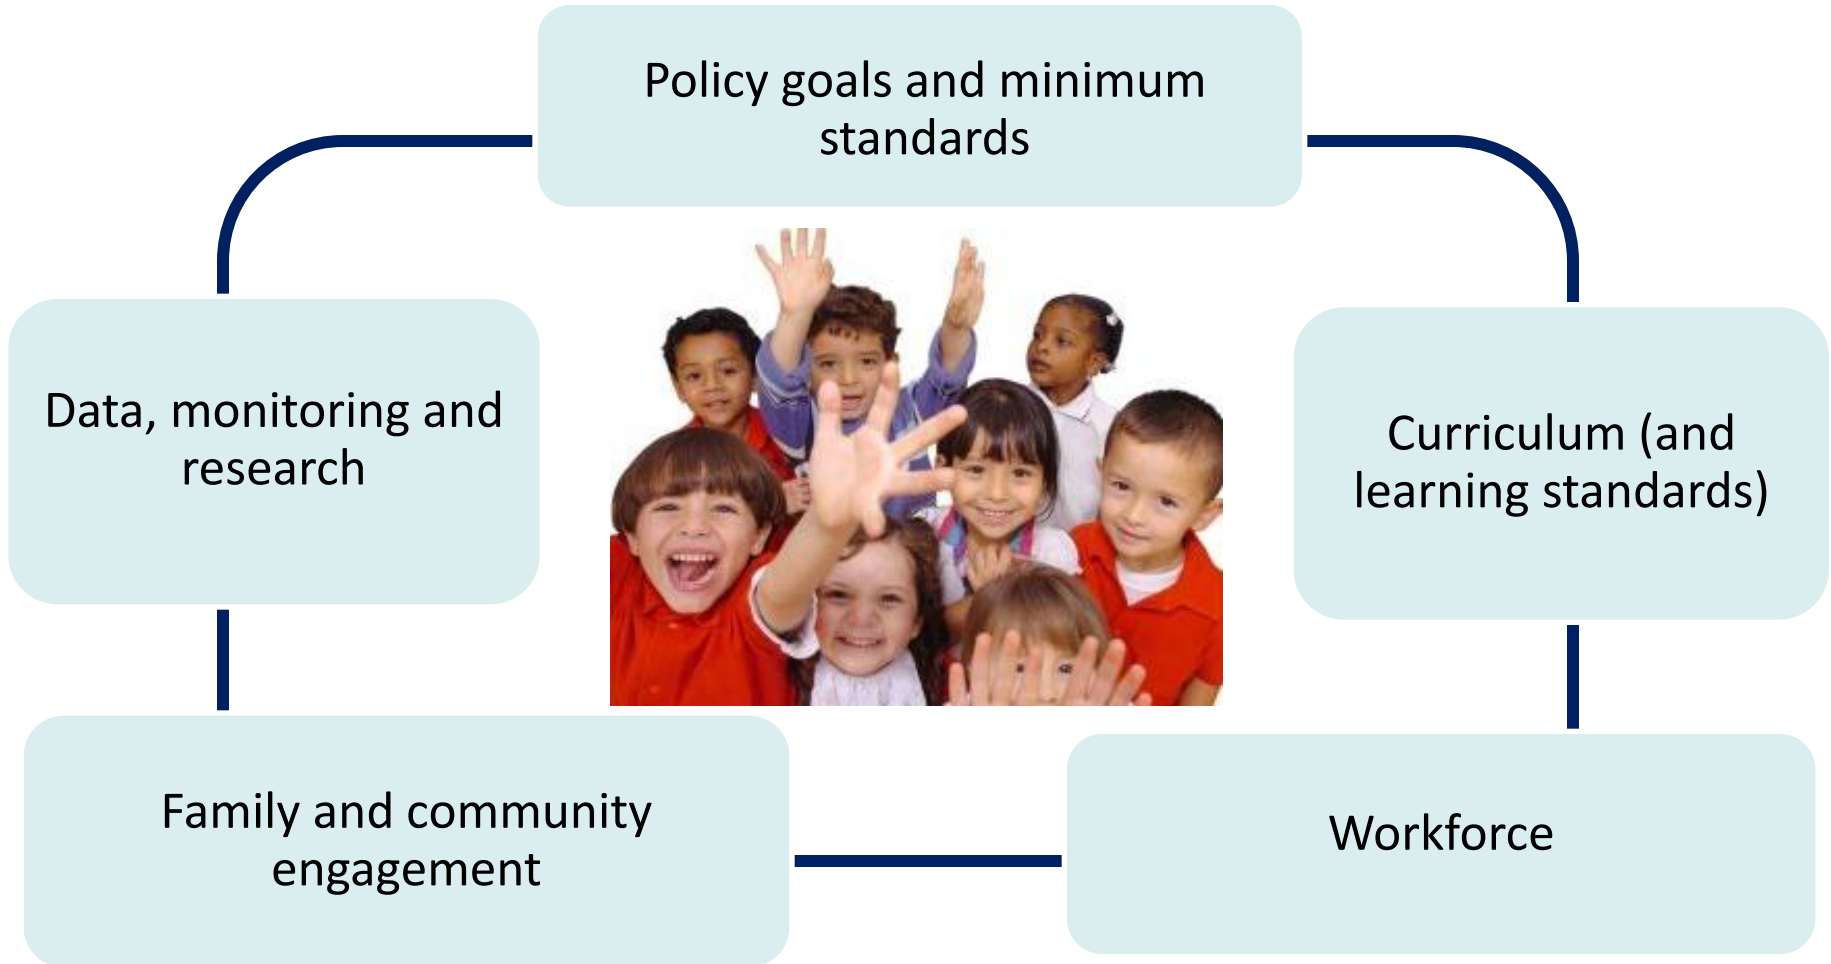 Policy goals and minimum
standards
Data, monitoring and
research
Curriculum (and
learning standards)
Family and community
engagement
Workforce